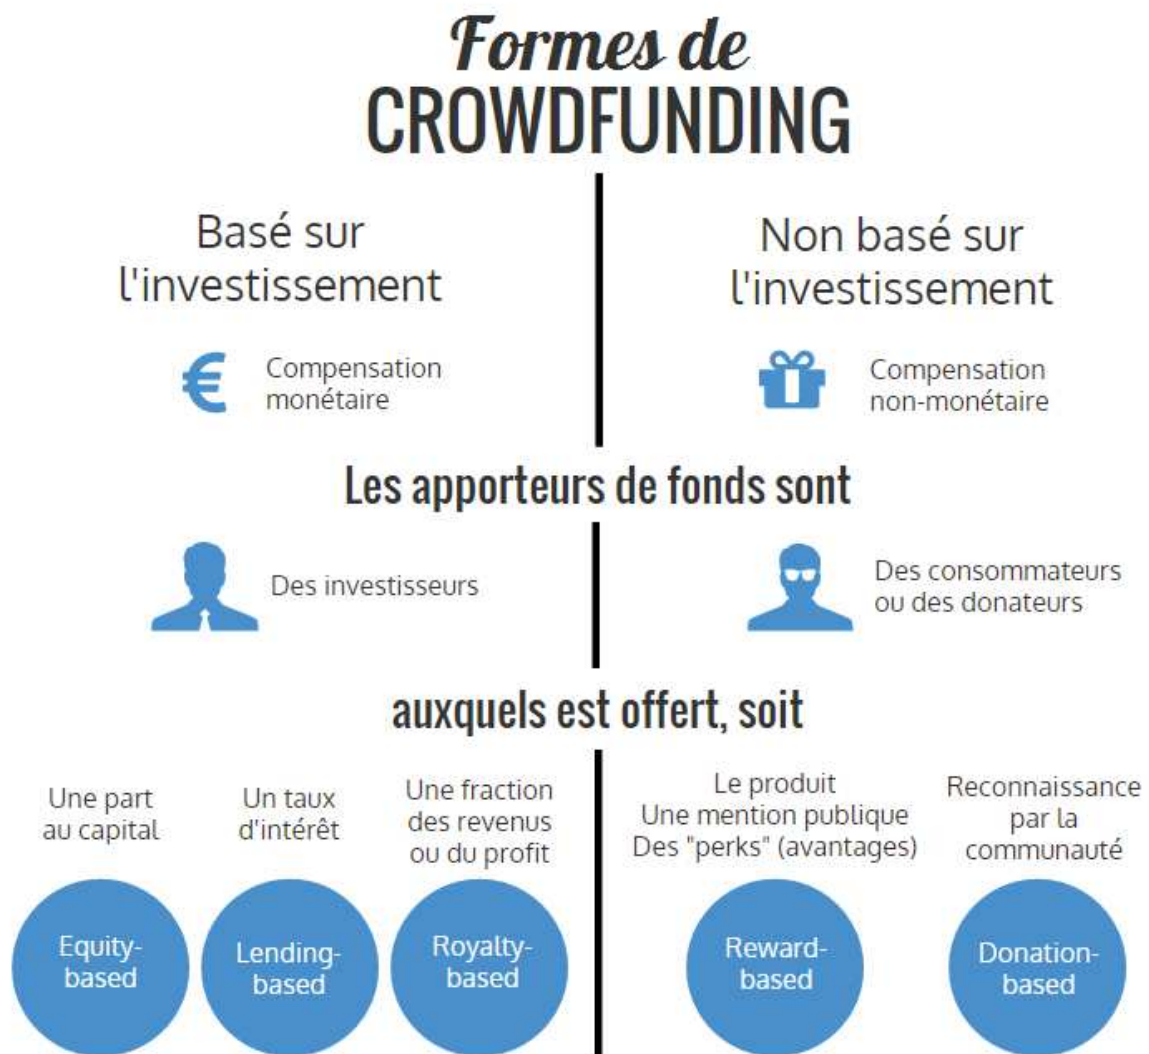 Formes de
CROWDFUNDING
Basé sur
l'investissement
Non basé sur
l'investissement
€
Compensation
monétaire
Compensation
non-monétaire
Les apporteurs de fonds sont
Des investisseurs
Des consommateurs
ou des donateurs
auxquels est offert, soit
Une part
au capital
Un taux
d'intérêt
Une fraction
des revenus
ou du profit
Le produit
Une mention publique
Des "perks" (avantages)
Reconnaissance
par la
communauté
Equity-
based
Lending-
based
Royalty-
based
Reward-
based
Donation-
based